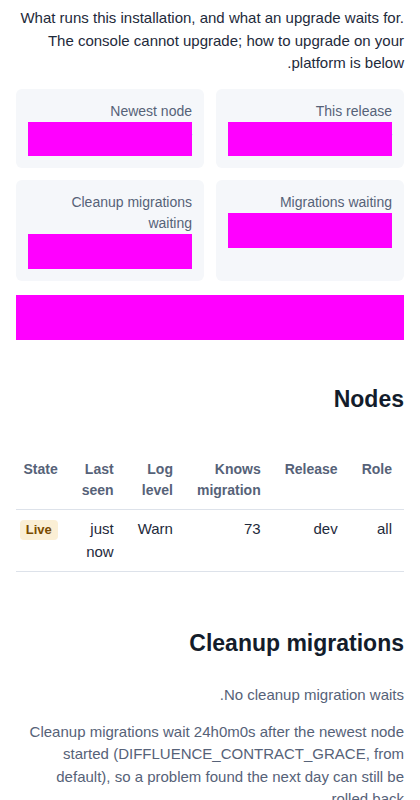 What runs this installation, and what an upgrade waits for.
The console cannot upgrade; how to upgrade on your
.platform is below
This release
Newest node
Migrations waiting
Cleanup migrations
waiting
Nodes
Role Release Knows migration Log level Last seen State
all dev 73 Warn just now Live
Cleanup migrations
.No cleanup migration waits
Cleanup migrations wait 24h0m0s after the newest node
started (DIFFLUENCE_CONTRACT_GRACE, from
default), so a problem found the next day can still be
rolled back